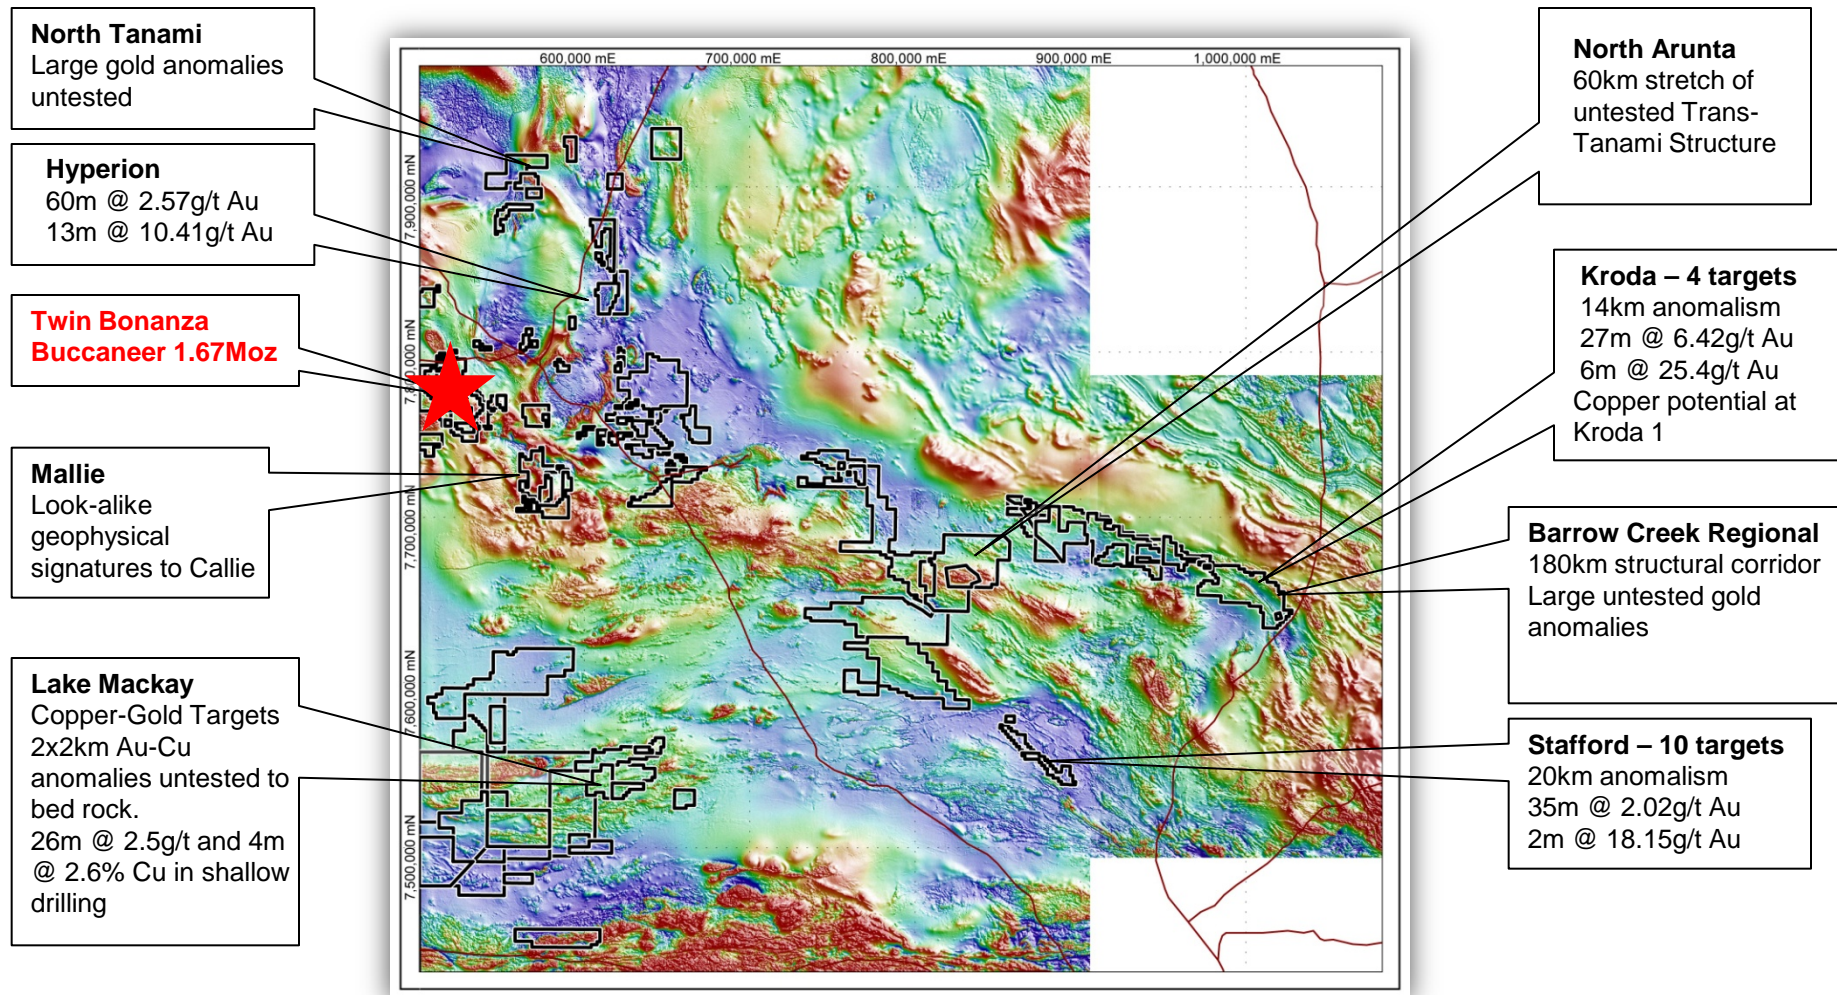 North Tanami
Large gold anomalies
untested
Hyperion
60m @ 2.57g/t Au
13m @ 10.41g/t Au
Twin Bonanza
Buccaneer 1.67Moz
Mallie
Look-alike
geophysical
signatures to Callie
Lake Mackay
Copper-Gold Targets
2x2km Au-Cu
anomalies untested to
bed rock.
26m @ 2.5g/t and 4m
@ 2.6% Cu in shallow
drilling
600,000 mE
700,000 mE
800,000 mE
900,000 mE
1,000,000 mE
7,900,000 mN
7,800,000 mN
7,700,000 mN
7,600,000 mN
7,500,000 mN
North Arunta
60km stretch of
untested Trans-
Tanami Structure
Kroda – 4 targets
14km anomalism
27m @ 6.42g/t Au
6m @ 25.4g/t Au
Copper potential at
Kroda 1
Barrow Creek Regional
180km structural corridor
Large untested gold
anomalies
Stafford – 10 targets
20km anomalism
35m @ 2.02g/t Au
2m @ 18.15g/t Au